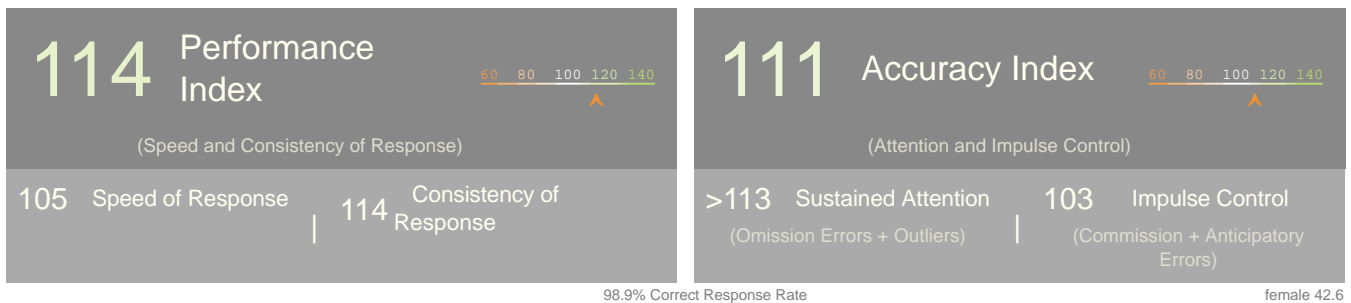 114 Performance
Index
60 80 100 120 140
(Speed and Consistency of Response)
105 Speed of Response | 114 Consistency of
Response
111 Accuracy Index
60 80 100 120 140
(Attention and Impulse Control)
>113 Sustained Attention | 103 Impulse Control
(Omission Errors + Outliers) (Commission + Anticipatory
Errors)
98.9% Correct Response Rate
female 42.6